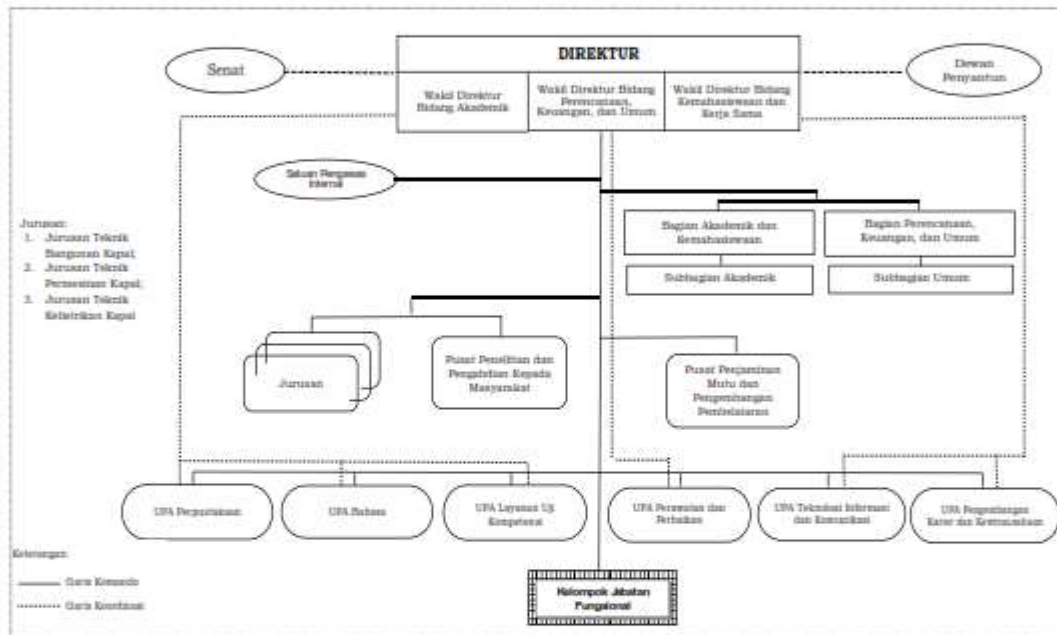 DIREKTUR
Senat
Dewan
Penyantun
Wakil Direktur
Bidang Akademik
Wakil Direktur Bidang
Perencanaan,
Keuangan, dan Umum
Wakil Direktur Bidang
Kemahasiswaan dan
Kerja Sama
Satuan Pengawas
Internal
Bagian Akademik dan
Kemahasiswaan
Bagian Perencanaan,
Keuangan, dan Umum
Subbagian Akademik
Subbagian Umum
Jurusan:
1. Jurusan Teknik
Bangunan Kapal;
2. Jurusan Teknik
Permesinan Kapal;
3. Jurusan Teknik
Kelistrikan Kapal
Jurusan
Pusat Penelitian dan
Pengabdian Kepada
Masyarakat
Pusat Penjaminan
Mutu dan
Pengembangan
Pembelajaran
UPA Perpustakaan
UPA Bahasa
UPA Layanan Uji
Kompetensi
UPA Perawatan dan
Perbaikan
UPA Teknologi Informasi
dan Komunikasi
UPA Pengembangan
Karier dan Kewirausahaan
Keterangan
Garis Komando
Garis Koordinasi
Kelompok Jabatan
Fungsional